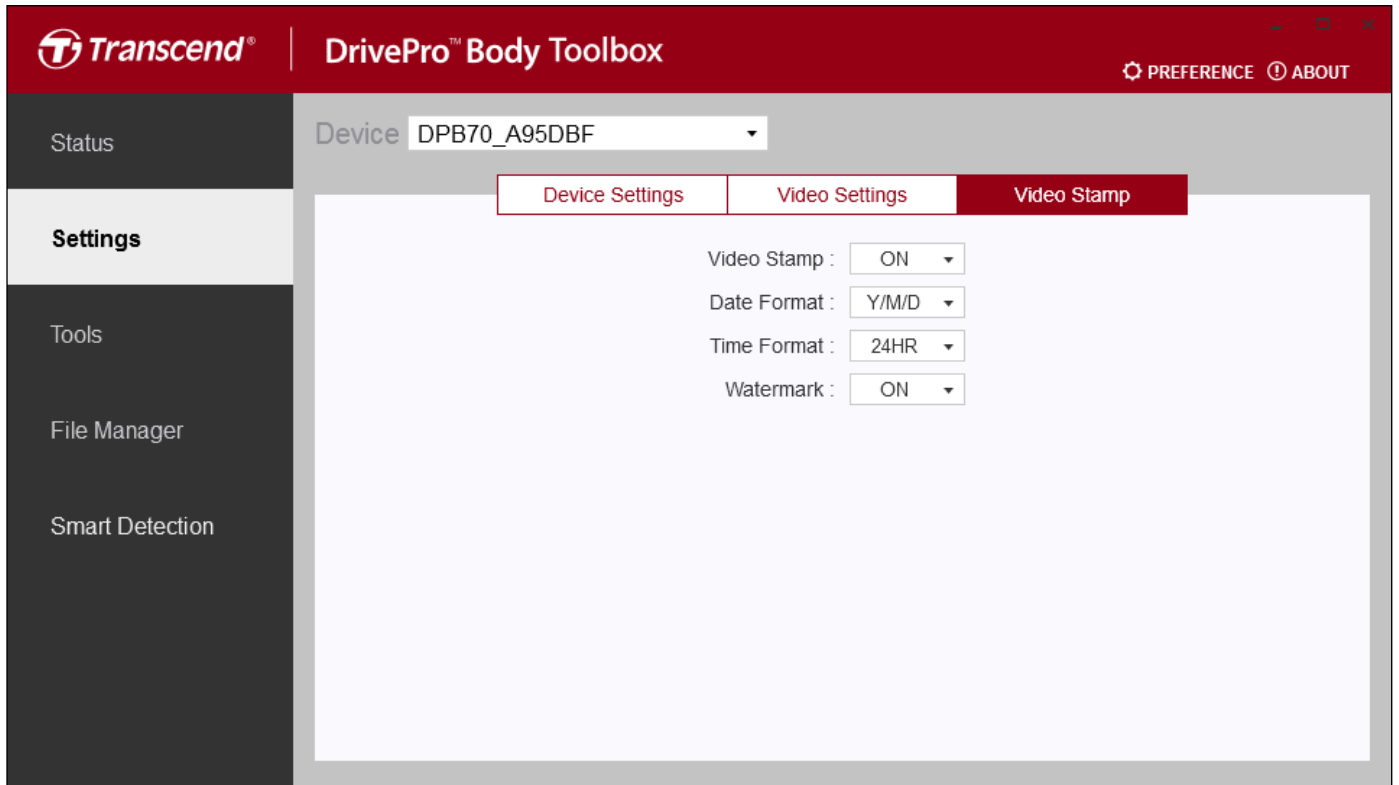 Transcend® DrivePro™ Body Toolbox
PREFERENCE ABOUT
Status
Settings
Tools
File Manager
Smart Detection
Device DPB70_A95DBF
Device Settings Video Settings Video Stamp
Video Stamp : ON
Date Format : Y/M/D
Time Format : 24HR
Watermark : ON